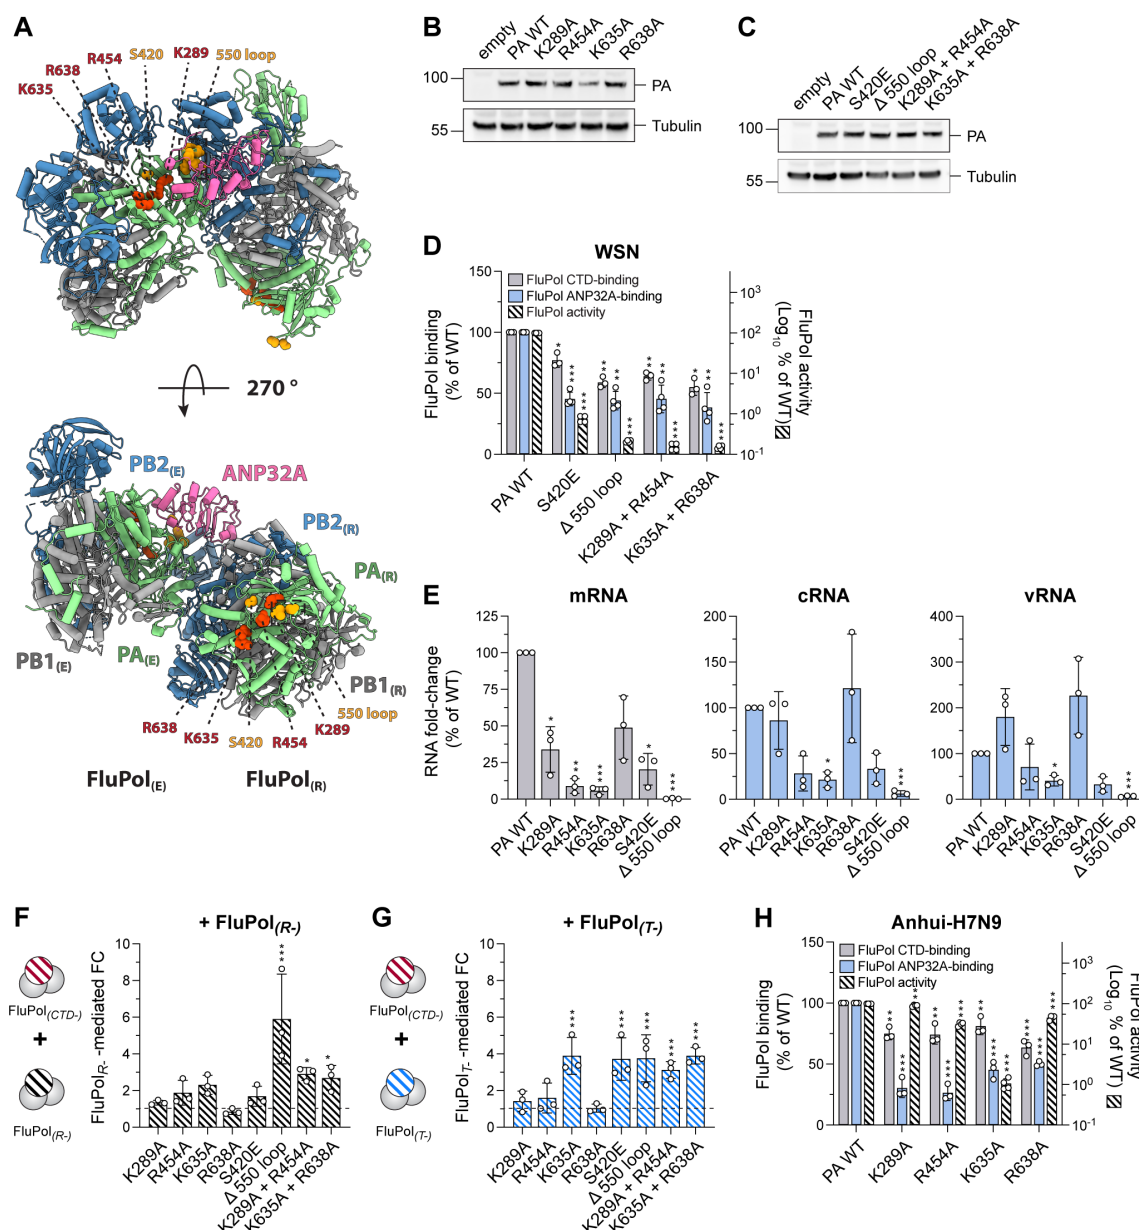 A
K635
R638
R454
S420
K289
550 loop
270 °
PB2(E)
ANP32A
PB2(R)
PA(R)
PB1(E)
PA(E)
PB1(R)
550 loop
K289
R638
K635
S420
R454
FluPol(E)
FluPol(R)
B
empty
PA WT
K289A
R454A
K635A
R638A
100
PA
55
Tubulin
C
empty
PA WT
S420E
Δ 550 loop
K289A + R454A
K635A + R638A
100
PA
55
Tubulin
D
WSN
FluPol CTD-binding
FluPol ANP32A-binding
FluPol activity
FluPol binding
(% of WT)
150
100
50
0
10³
10²
10¹
10⁰
10⁻¹
FluPol activity
(Log₁₀ % of WT)
* *** ***
** ** ***
** ** ***
* ** ***
PA WT
S420E
Δ 550 loop
K289A + R454A
K635A + R638A
E
RNA fold-change
(% of WT)
mRNA
125
100
75
50
25
0
* ** *** * ***
PA WT
K289A
R454A
K635A
R638A
S420E
Δ 550 loop
cRNA
200
150
100
50
0
* ***
PA WT
K289A
R454A
K635A
R638A
S420E
Δ 550 loop
vRNA
400
300
200
100
0
* ***
PA WT
K289A
R454A
K635A
R638A
S420E
Δ 550 loop
F
+ FluPol(R-)
FluPol(CTD-)
+
FluPol(R-)
FluPolR- -mediated FC
10
8
6
4
2
0
*** * *
K289A
R454A
K635A
R638A
S420E
Δ 550 loop
K289A + R454A
K635A + R638A
G
+ FluPol(T-)
FluPol(CTD-)
+
FluPol(T-)
FluPolT- -mediated FC
10
8
6
4
2
0
*** *** *** *** ***
K289A
R454A
K635A
R638A
S420E
Δ 550 loop
K289A + R454A
K635A + R638A
H
Anhui-H7N9
FluPol CTD-binding
FluPol ANP32A-binding
FluPol activity
FluPol binding
(% of WT)
150
100
50
0
10³
10²
10¹
10⁰
10⁻¹
FluPol activity
(Log₁₀ % of WT)
PA WT
K289A
R454A
K635A
R638A